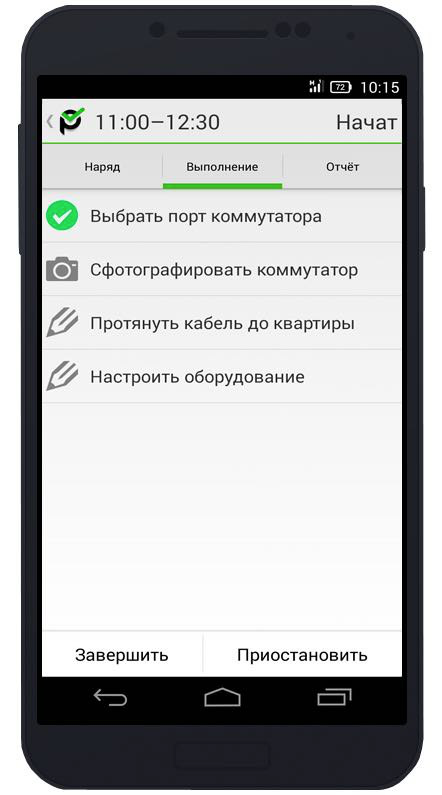 72 10:15
11:00–12:30 Начат
Наряд Выполнение Отчёт
Выбрать порт коммутатора
Сфотографировать коммутатор
Протянуть кабель до квартиры
Настроить оборудование
Завершить Приостановить